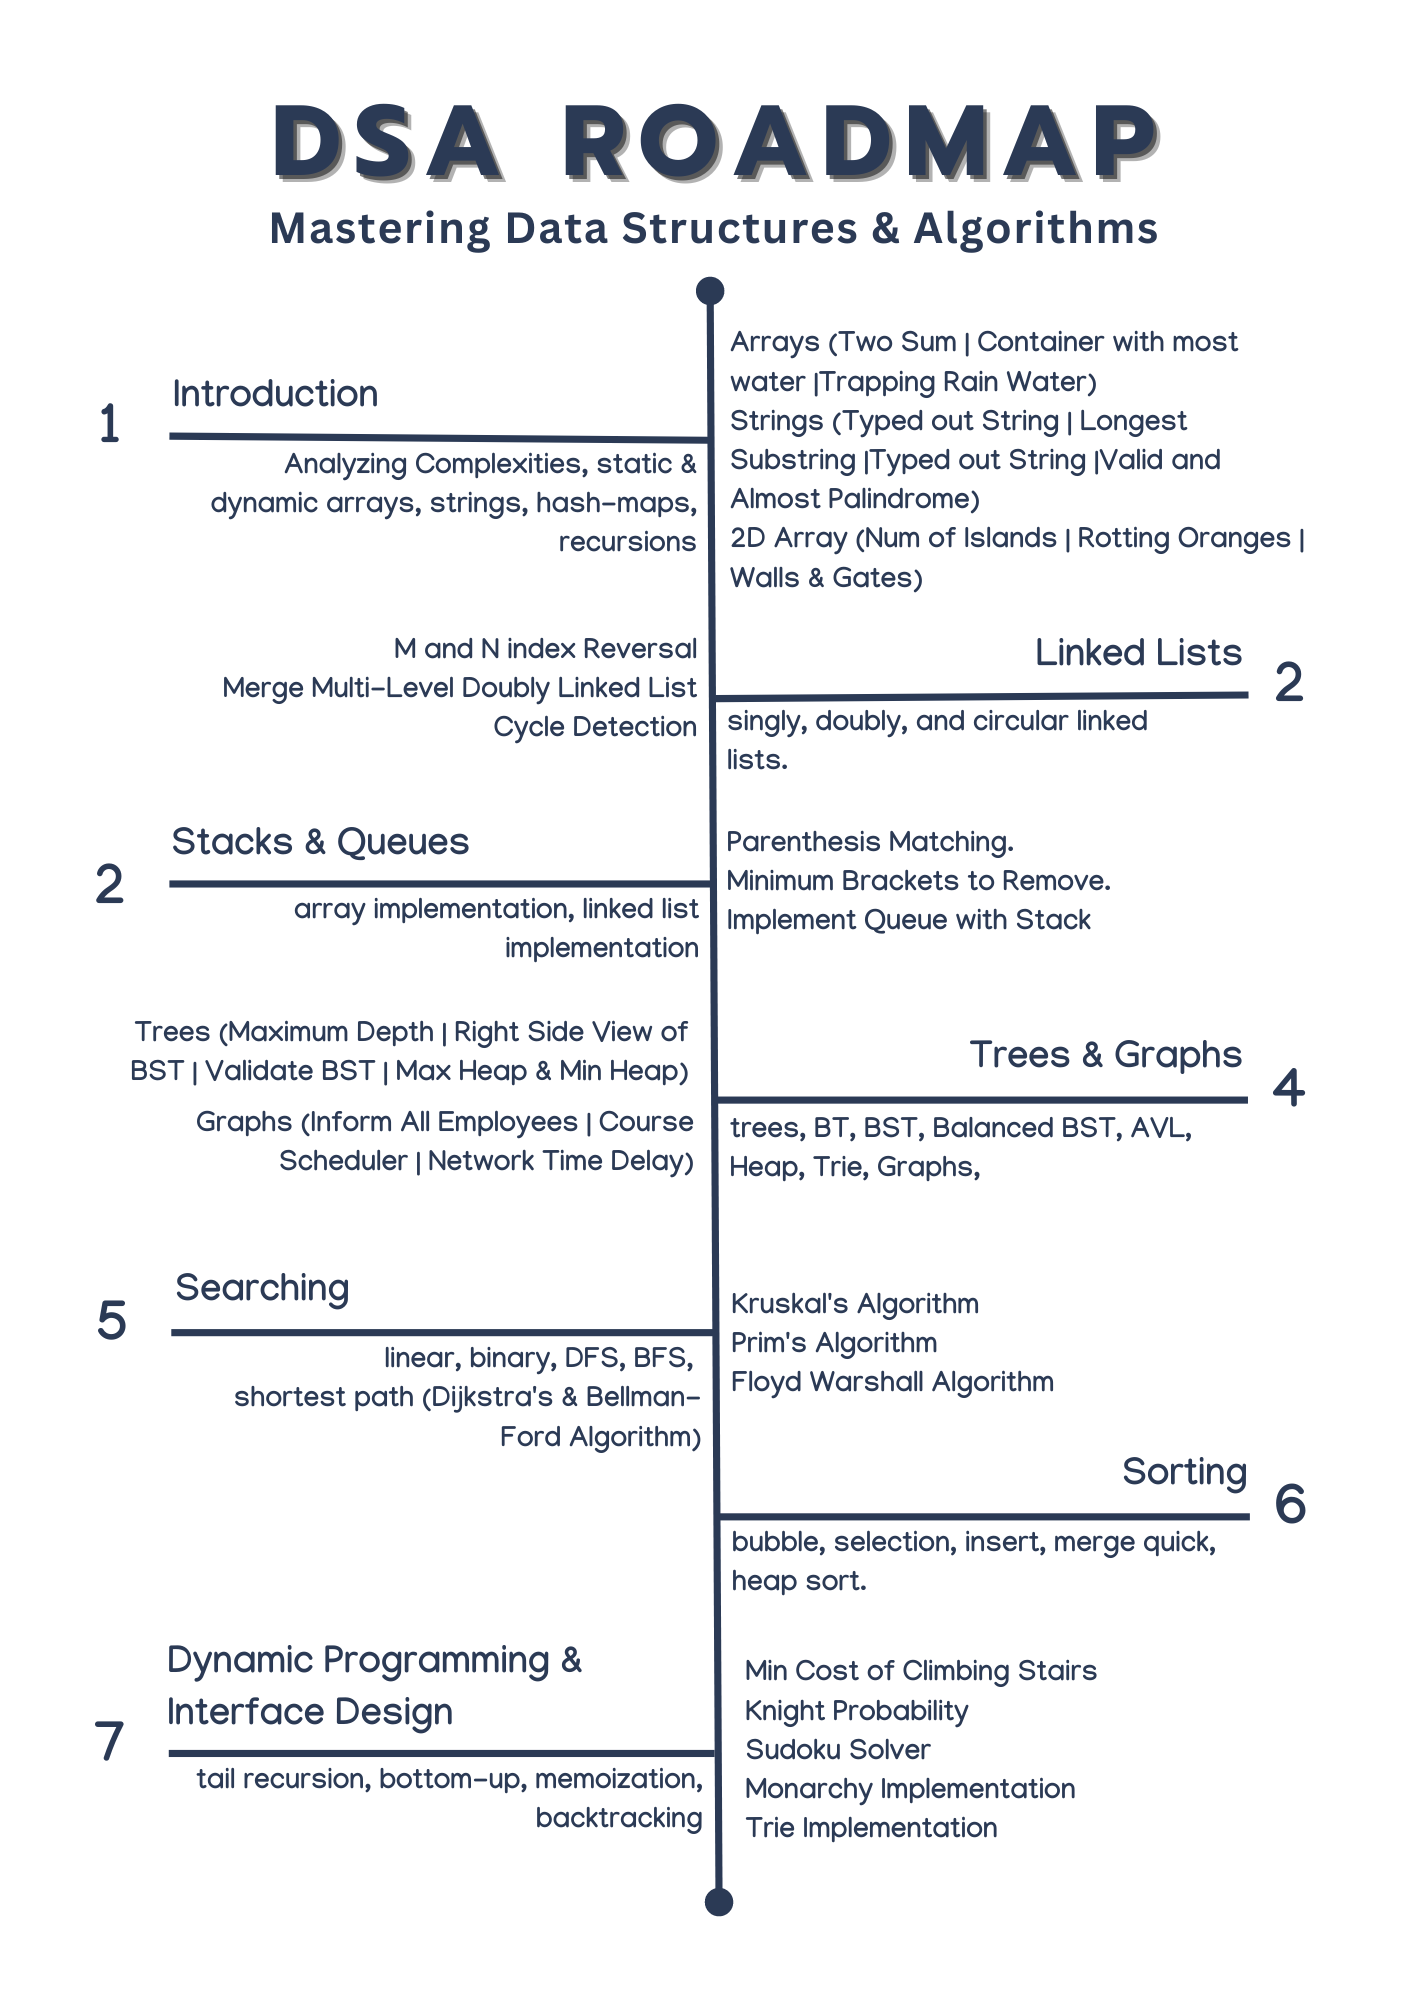 DSA ROADMAP
Mastering Data Structures & Algorithms
1
Introduction
Analyzing Complexities, static &
dynamic arrays, strings, hash-maps,
recursions
Arrays (Two Sum | Container with most
water |Trapping Rain Water)
Strings (Typed out String | Longest
Substring |Typed out String |Valid and
Almost Palindrome)
2D Array (Num of Islands | Rotting Oranges |
Walls & Gates)
Linked Lists
2
singly, doubly, and circular linked
lists.
M and N index Reversal
Merge Multi-Level Doubly Linked List
Cycle Detection
2
Stacks & Queues
array implementation, linked list
implementation
Parenthesis Matching.
Minimum Brackets to Remove.
Implement Queue with Stack
Trees & Graphs
4
trees, BT, BST, Balanced BST, AVL,
Heap, Trie, Graphs,
Trees (Maximum Depth | Right Side View of
BST | Validate BST | Max Heap & Min Heap)
Graphs (Inform All Employees | Course
Scheduler | Network Time Delay)
5
Searching
linear, binary, DFS, BFS,
shortest path (Dijkstra's & Bellman-
Ford Algorithm)
Kruskal's Algorithm
Prim's Algorithm
Floyd Warshall Algorithm
Sorting
6
bubble, selection, insert, merge quick,
heap sort.
7
Dynamic Programming &
Interface Design
tail recursion, bottom-up, memoization,
backtracking
Min Cost of Climbing Stairs
Knight Probability
Sudoku Solver
Monarchy Implementation
Trie Implementation